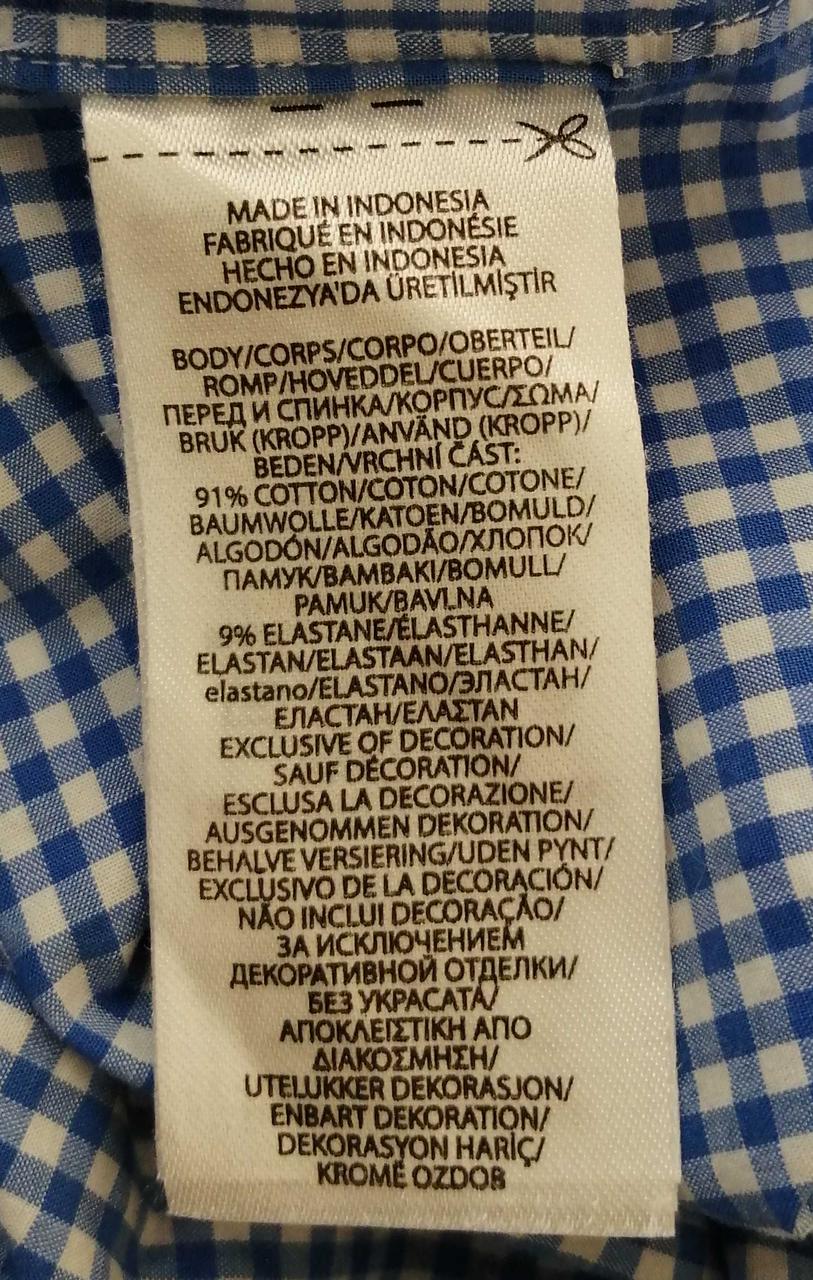 MADE IN INDONESIA
FABRIQUÉ EN INDONÉSIE
HECHO EN INDONESIA
ENDONEZYA'DA ÜRETİLMİŞTİR
BODY/CORPS/CORPO/OBERTEIL/
ROMP/HOVEDDEL/CUERPO/
ПЕРЕД И СПИНКА/КОРПУС/ΣΩΜΑ/
BRUK (KROPP)/ANVÄND (KROPP)/
BEDEN/VRCHNÍ ČÁST:
91% COTTON/COTON/COTONE/
BAUMWOLLE/KATOEN/BOMULD/
ALGODÓN/ALGODÃO/ХЛОПОК/
ПАМУК/BAMBAKI/BOMULL/
PAMUK/BAVLNA
9% ELASTANE/ÉLASTHANNE/
ELASTAN/ELASTAAN/ELASTHAN/
elastano/ELASTANO/ЭЛАСТАН/
ЕЛАСТАН/ΕΛΑΣΤΑΝ
EXCLUSIVE OF DECORATION/
SAUF DÉCORATION/
ESCLUSA LA DECORAZIONE/
AUSGENOMMEN DEKORATION/
BEHALVE VERSIERING/UDEN PYNT/
EXCLUSIVO DE LA DECORACIÓN/
NÃO INCLUI DECORAÇÃO/
ЗА ИСКЛЮЧЕНИЕМ
ДЕКОРАТИВНОЙ ОТДЕЛКИ/
БЕЗ УКРАСАТА/
ΑΠΟΚΛΕΙΣΤΙΚΗ ΑΠΟ
ΔΙΑΚΟΣΜΗΣΗ/
UTELUKKER DEKORASJON/
ENBART DEKORATION/
DEKORASYON HARİÇ/
KROMĚ OZDOB